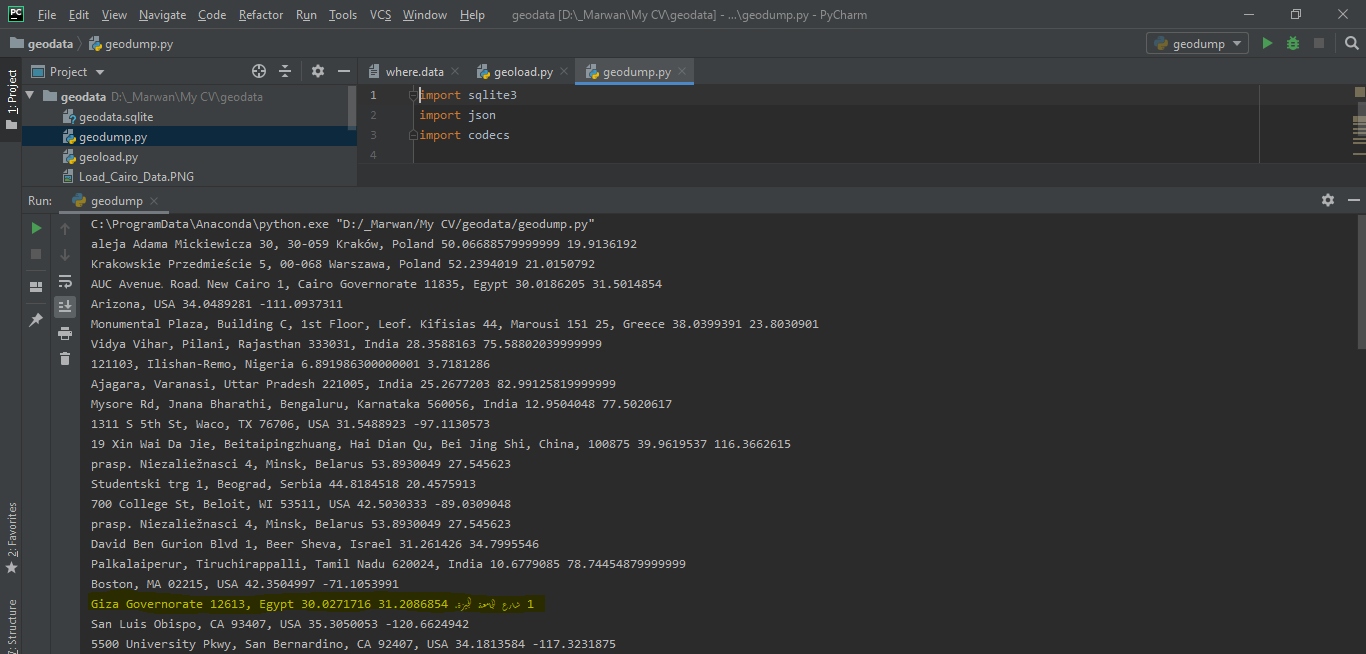 File Edit View Navigate Code Refactor Run Tools VCS Window Help geodata [D:\_Marwan\My CV\geodata] - ...\geodump.py - PyCharm
geodata geodump.py geodump
Project where.data geoload.py geodump.py
1: Project
geodata D:\_Marwan\My CV\geodata
geodata.sqlite
geodump.py
geoload.py
Load_Cairo_Data.PNG
1 import sqlite3
2 import json
3 import codecs
4
Run: geodump
C:\ProgramData\Anaconda\python.exe "D:/_Marwan/My CV/geodata/geodump.py"
aleja Adama Mickiewicza 30, 30-059 Kraków, Poland 50.06688579999999 19.9136192
Krakowskie Przedmieście 5, 00-068 Warszawa, Poland 52.2394019 21.0150792
AUC Avenue، Road، New Cairo 1, Cairo Governorate 11835, Egypt 30.0186205 31.5014854
Arizona, USA 34.0489281 -111.0937311
Monumental Plaza, Building C, 1st Floor, Leof. Kifisias 44, Marousi 151 25, Greece 38.0399391 23.8030901
Vidya Vihar, Pilani, Rajasthan 333031, India 28.3588163 75.58802039999999
121103, Ilishan-Remo, Nigeria 6.891986300000001 3.7181286
Ajagara, Varanasi, Uttar Pradesh 221005, India 25.2677203 82.99125819999999
Mysore Rd, Jnana Bharathi, Bengaluru, Karnataka 560056, India 12.9504048 77.5020617
1311 S 5th St, Waco, TX 76706, USA 31.5488923 -97.1130573
19 Xin Wai Da Jie, Beitaipingzhuang, Hai Dian Qu, Bei Jing Shi, China, 100875 39.9619537 116.3662615
prasp. Niezaliežnasci 4, Minsk, Belarus 53.8930049 27.545623
Studentski trg 1, Beograd, Serbia 44.8184518 20.4575913
700 College St, Beloit, WI 53511, USA 42.5030333 -89.0309048
prasp. Niezaliežnasci 4, Minsk, Belarus 53.8930049 27.545623
David Ben Gurion Blvd 1, Beer Sheva, Israel 31.261426 34.7995546
Palkalaiperur, Tiruchirappalli, Tamil Nadu 620024, India 10.6779085 78.74454879999999
Boston, MA 02215, USA 42.3504997 -71.1053991
Giza Governorate 12613, Egypt 30.0271716 31.2086854 1 شارع الجامعة الجيزة،
San Luis Obispo, CA 93407, USA 35.3050053 -120.6624942
5500 University Pkwy, San Bernardino, CA 92407, USA 34.1813584 -117.3231875
2: Favorites
7: Structure